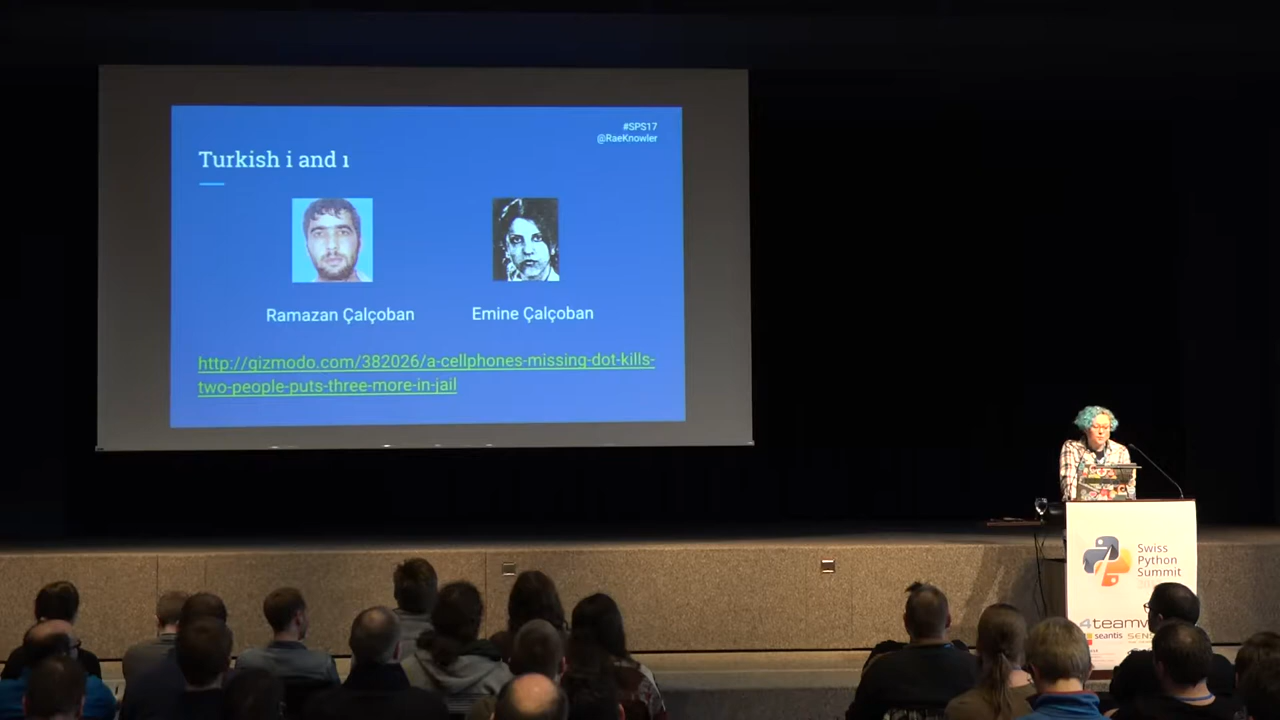 #SPS17
@RaeKnowler
Turkish i and ı
Ramazan Çalçoban
Emine Çalçoban
http://gizmodo.com/382026/a-cellphones-missing-dot-kills-
two-people-puts-three-more-in-jail
Swiss
Python
Summit
4teamw
seantis